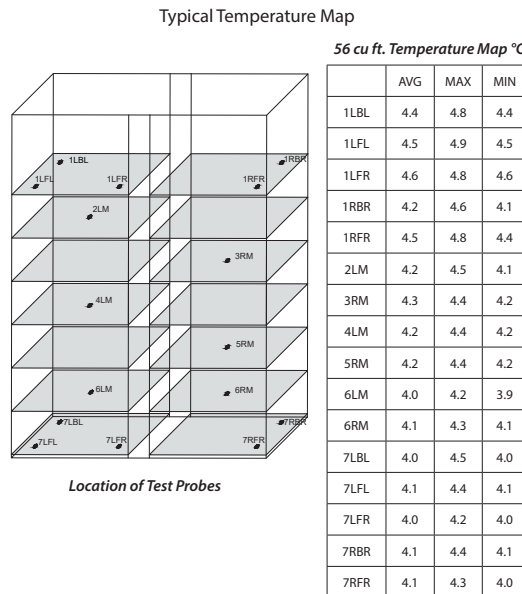 Typical Temperature Map
56 cu ft. Temperature Map °C
AVG MAX MIN
1LBL 4.4 4.8 4.4
1LFL 4.5 4.9 4.5
1LFR 4.6 4.8 4.6
1RBR 4.2 4.6 4.1
1RFR 4.5 4.8 4.4
2LM 4.2 4.5 4.1
3RM 4.3 4.4 4.2
4LM 4.2 4.4 4.2
5RM 4.2 4.4 4.2
6LM 4.0 4.2 3.9
6RM 4.1 4.3 4.1
7LBL 4.0 4.5 4.0
7LFL 4.1 4.4 4.1
7LFR 4.0 4.2 4.0
7RBR 4.1 4.4 4.1
7RFR 4.1 4.3 4.0
1LBL 1RBR
1LFL 1LFR 1RFR
2LM
3RM
4LM
5RM
6LM 6RM
7LBL 7RBR
7LFL 7LFR 7RFR
Location of Test Probes